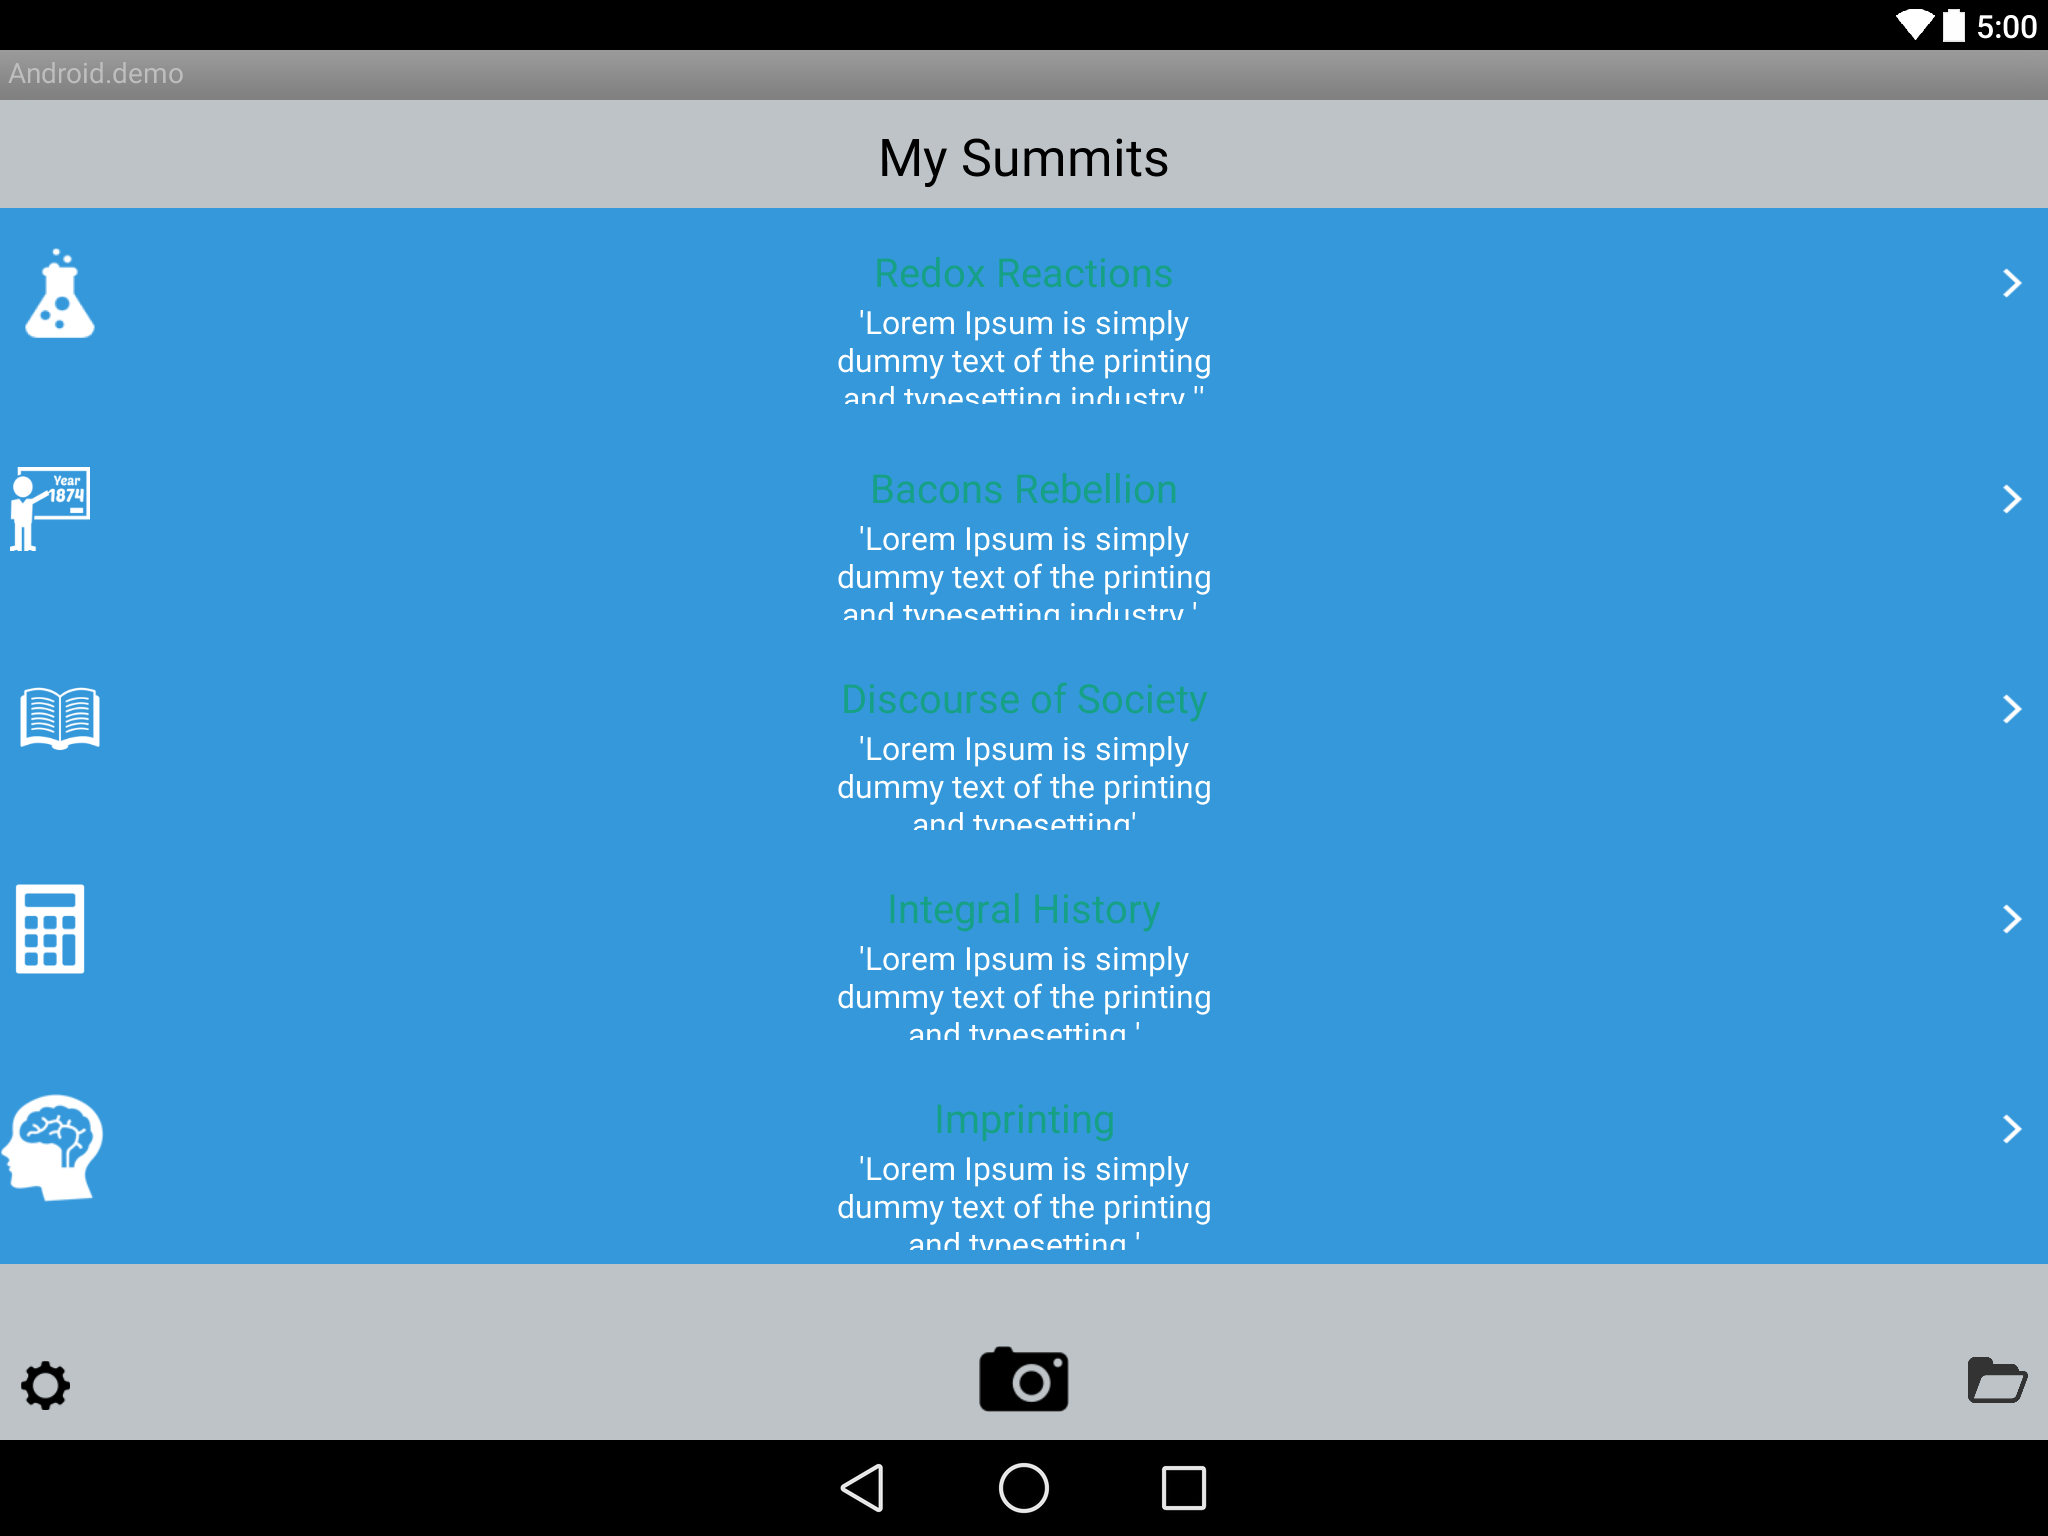 5:00
Android.demo
My Summits
Redox Reactions
'Lorem Ipsum is simply
dummy text of the printing
and typesetting industry ''
Year
1874
Bacons Rebellion
'Lorem Ipsum is simply
dummy text of the printing
and typesetting industry '
Discourse of Society
'Lorem Ipsum is simply
dummy text of the printing
and typesetting'
Integral History
'Lorem Ipsum is simply
dummy text of the printing
and typesetting '
Imprinting
'Lorem Ipsum is simply
dummy text of the printing
and typesetting '